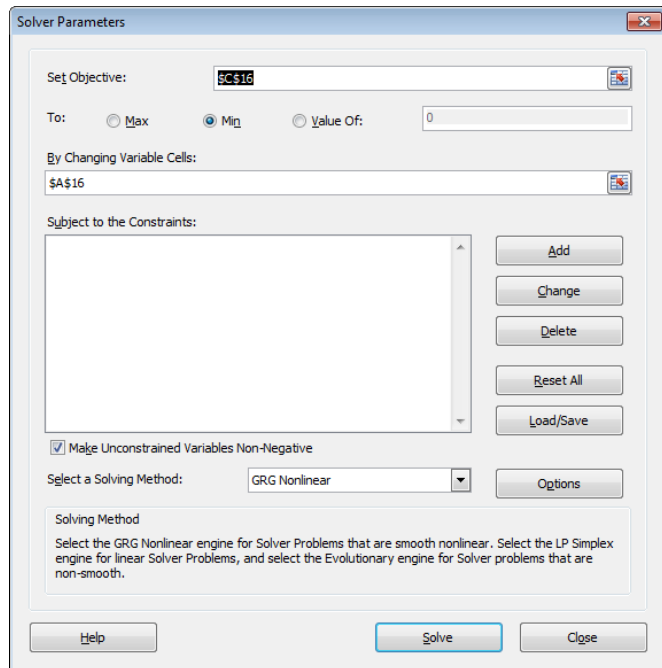 Solver Parameters
Set Objective: $C$16
To: Max Min Value Of: 0
By Changing Variable Cells:
$A$16
Subject to the Constraints:
Add
Change
Delete
Reset All
Load/Save
Make Unconstrained Variables Non-Negative
Select a Solving Method: GRG Nonlinear Options
Solving Method
Select the GRG Nonlinear engine for Solver Problems that are smooth nonlinear. Select the LP Simplex
engine for linear Solver Problems, and select the Evolutionary engine for Solver problems that are
non-smooth.
Help Solve Close